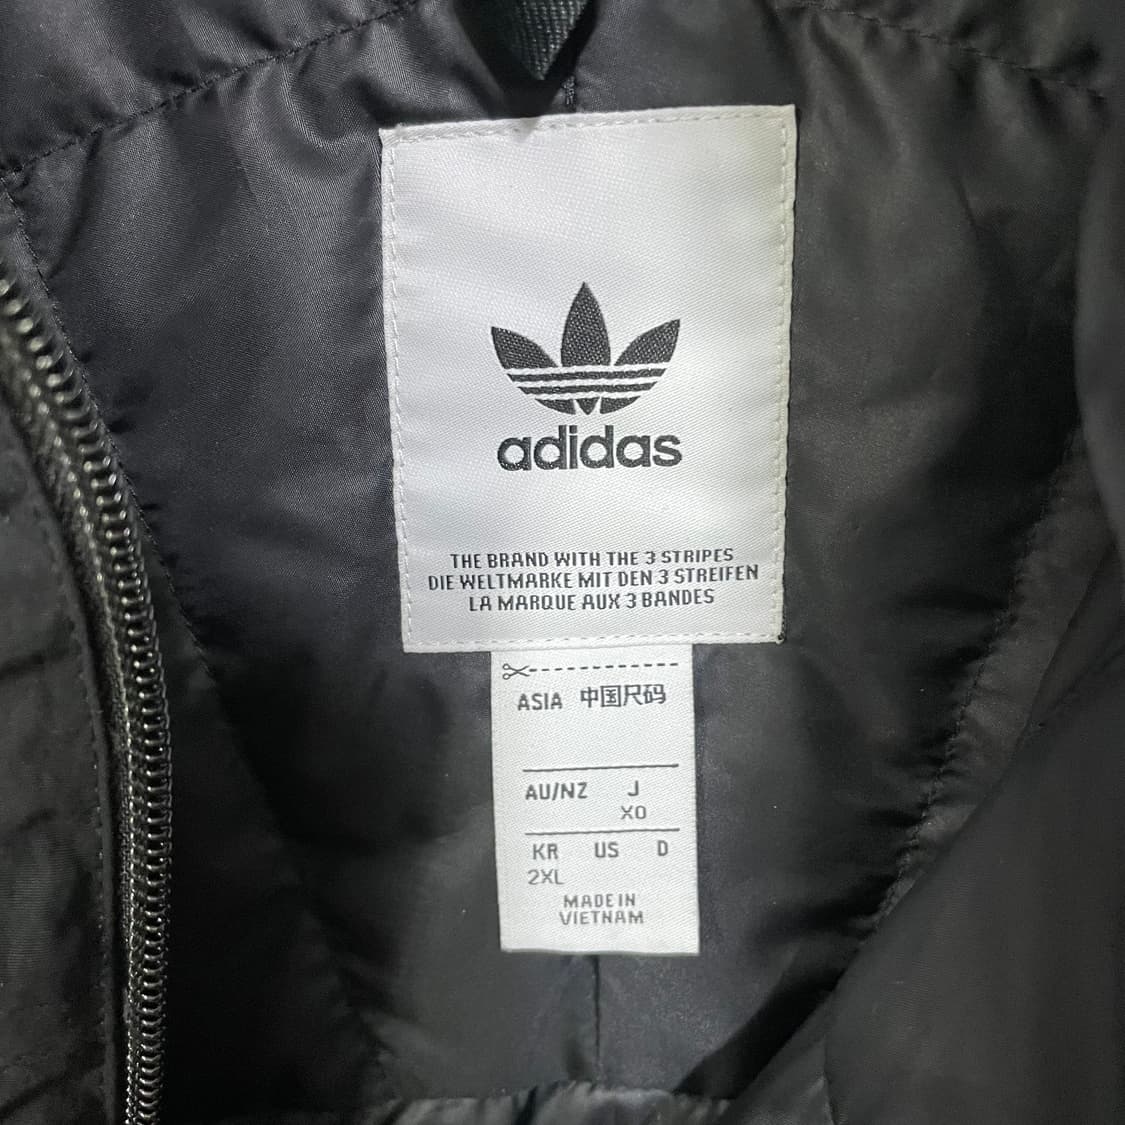 adidas
THE BRAND WITH THE 3 STRIPES
DIE WELTMARKE MIT DEN 3 STREIFEN
LA MARQUE AUX 3 BANDES
ASIA 中国尺码
AU/NZ J
XO
KR US D
2XL
MADE IN
VIETNAM